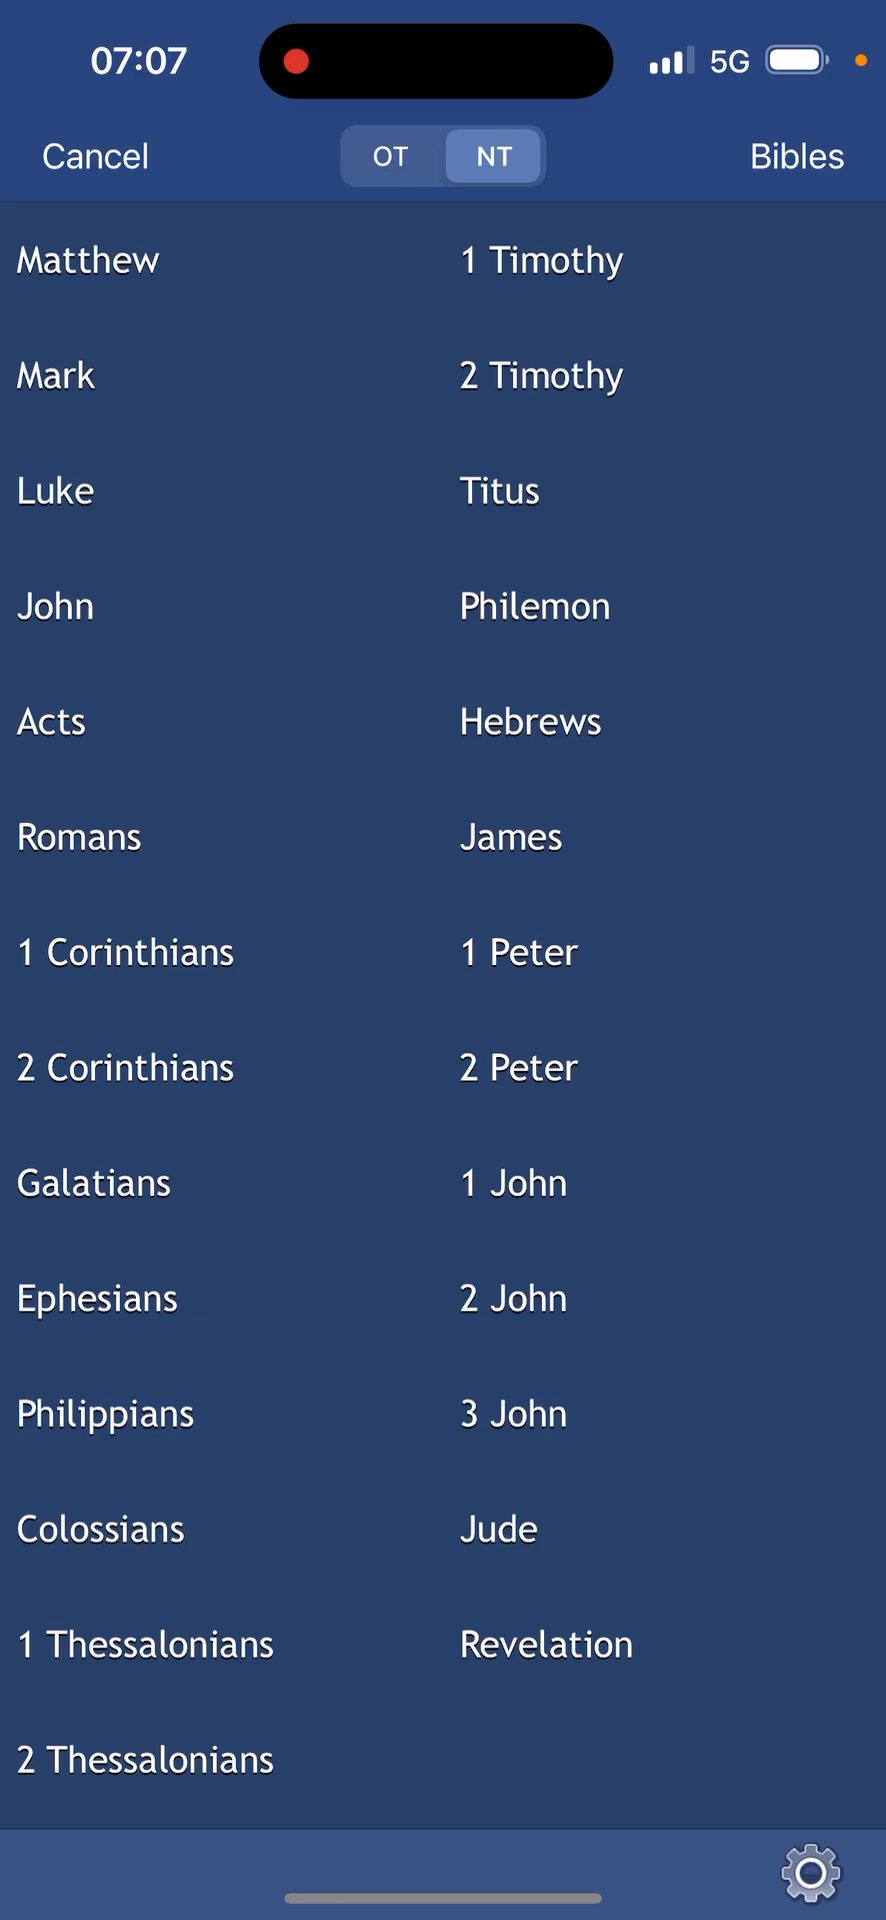 07:07
5G
Cancel
OT
NT
Bibles
Matthew
Mark
Luke
John
Acts
Romans
1 Corinthians
2 Corinthians
Galatians
Ephesians
Philippians
Colossians
1 Thessalonians
2 Thessalonians
1 Timothy
2 Timothy
Titus
Philemon
Hebrews
James
1 Peter
2 Peter
1 John
2 John
3 John
Jude
Revelation